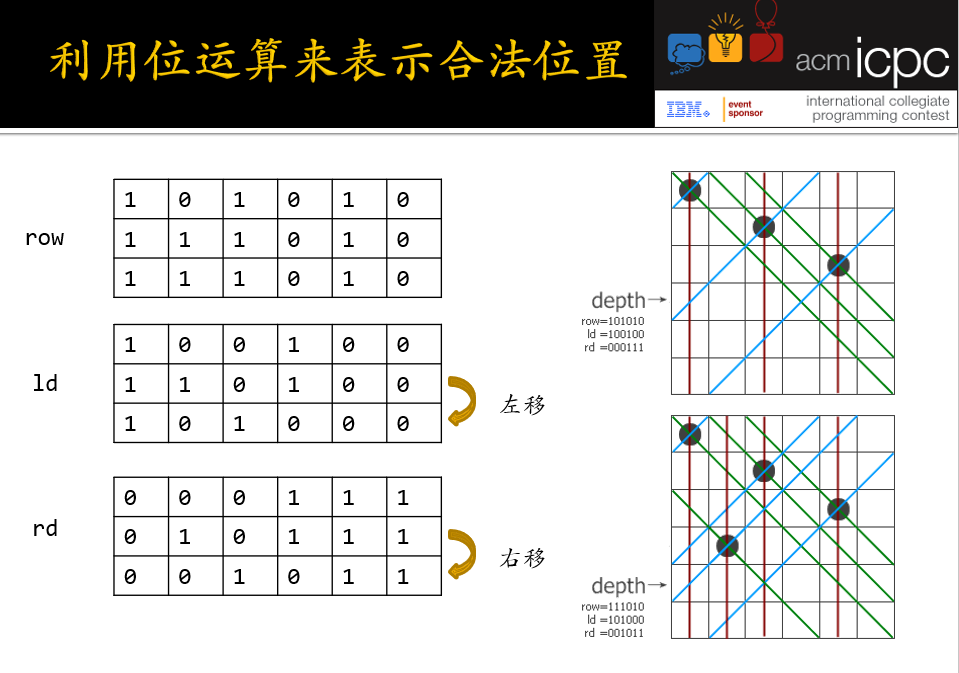 利用位运算来表示合法位置
acm icpc
IBM. event sponsor
international collegiate
programming contest
row
1 0 1 0 1 0
1 1 1 0 1 0
1 1 1 0 1 0
ld
1 0 0 1 0 0
1 1 0 1 0 0
1 0 1 0 0 0
左移
rd
0 0 0 1 1 1
0 1 0 1 1 1
0 0 1 0 1 1
右移
depth
row=101010
ld =100100
rd =000111
depth
row=111010
ld =101000
rd =001011